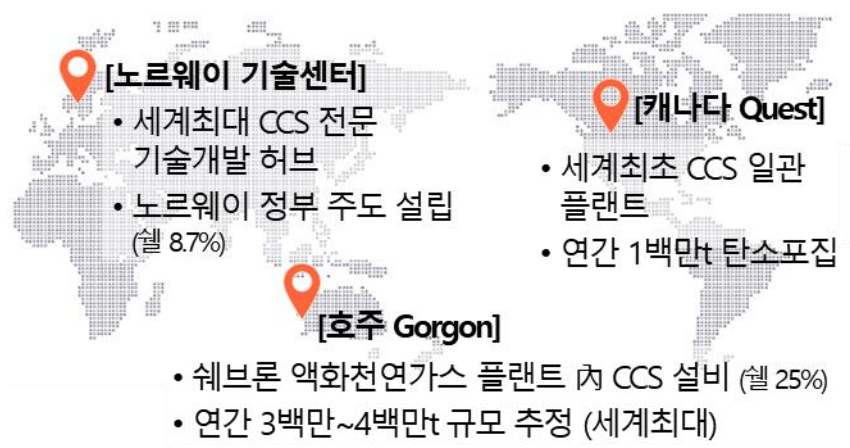 [노르웨이 기술센터]
• 세계최대 CCS 전문
기술개발 허브
• 노르웨이 정부 주도 설립
(쉘 8.7%)
[캐나다 Quest]
• 세계최초 CCS 일관
플랜트
• 연간 1백만t 탄소포집
[호주 Gorgon]
• 쉐브론 액화천연가스 플랜트 內 CCS 설비 (쉘 25%)
• 연간 3백만~4백만t 규모 추정 (세계최대)